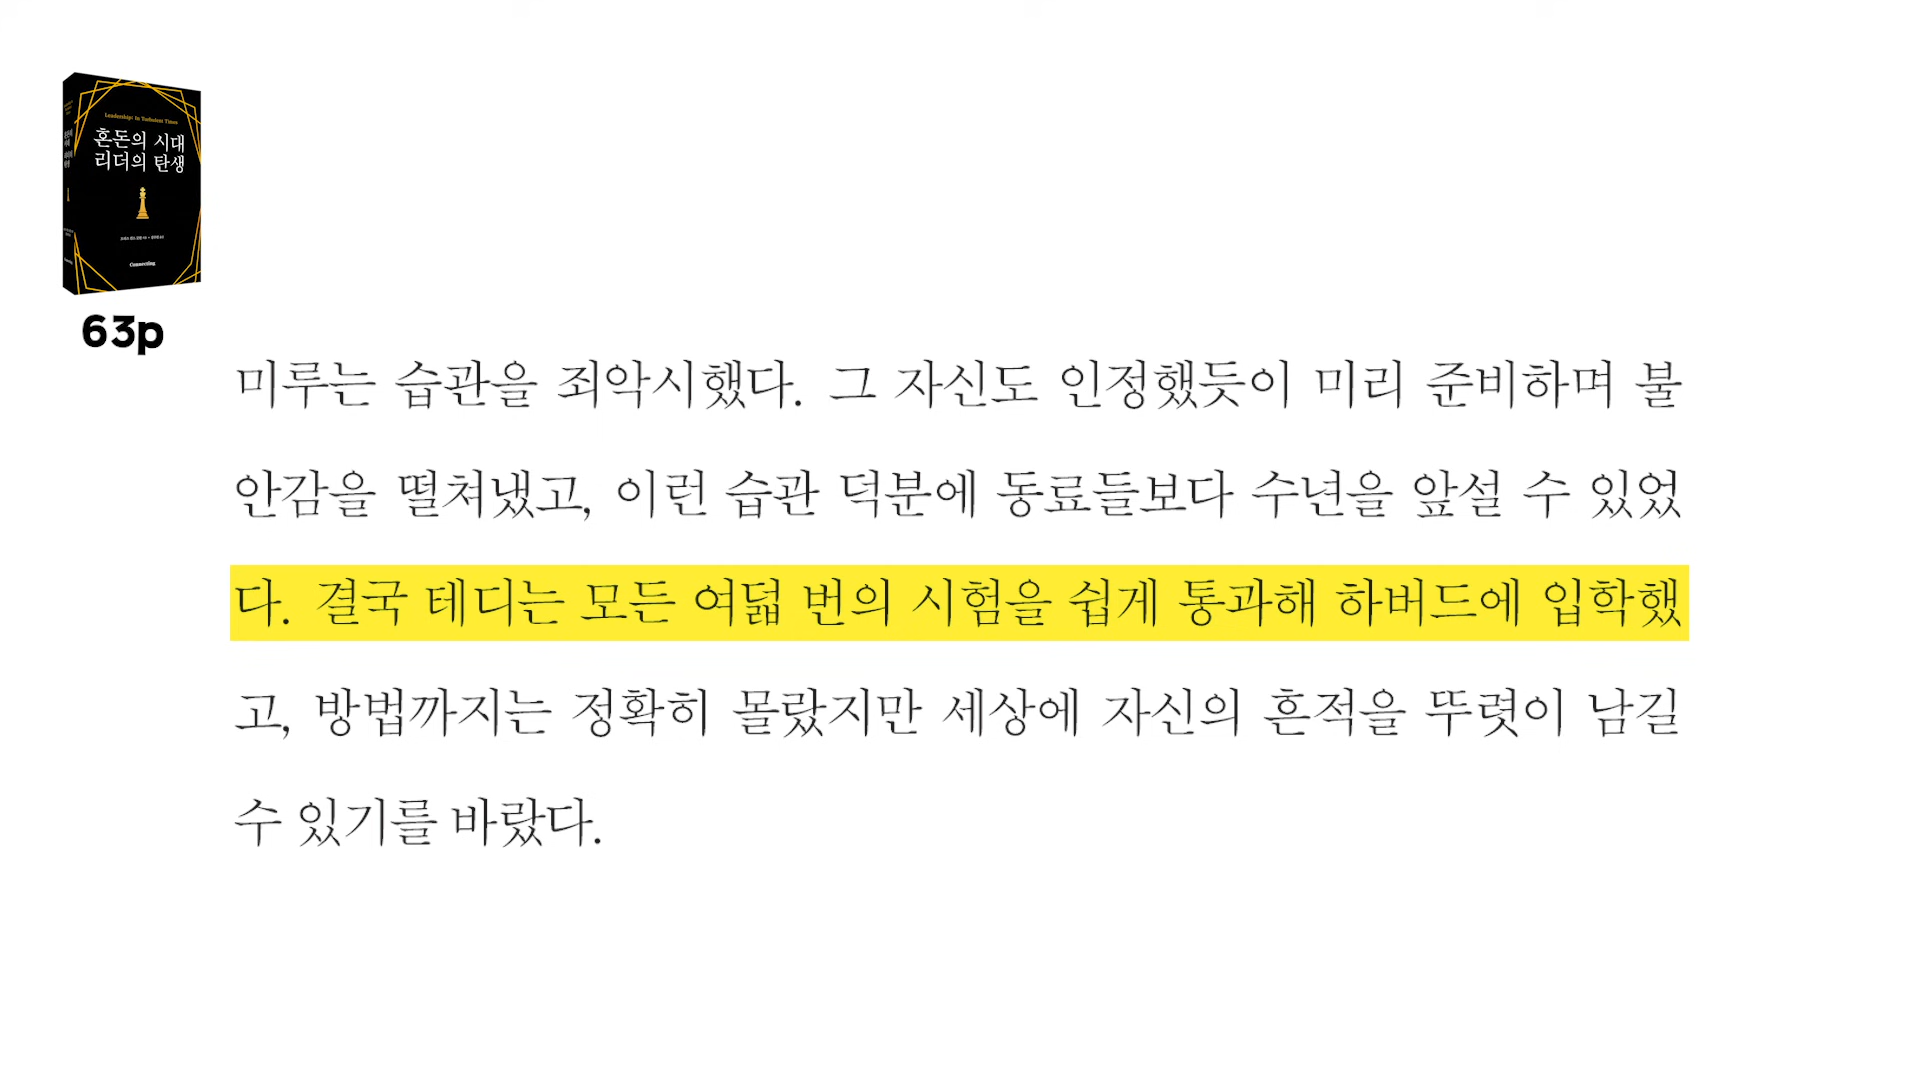 Leadership: In Turbulent Times
혼돈의 시대
리더의 탄생
Connecting
63p
미루는 습관을 죄악시했다. 그 자신도 인정했듯이 미리 준비하며 불
안감을 떨쳐냈고, 이런 습관 덕분에 동료들보다 수년을 앞설 수 있었
다. 결국 테디는 모든 여덟 번의 시험을 쉽게 통과해 하버드에 입학했
고, 방법까지는 정확히 몰랐지만 세상에 자신의 흔적을 뚜렷이 남길
수 있기를 바랐다.